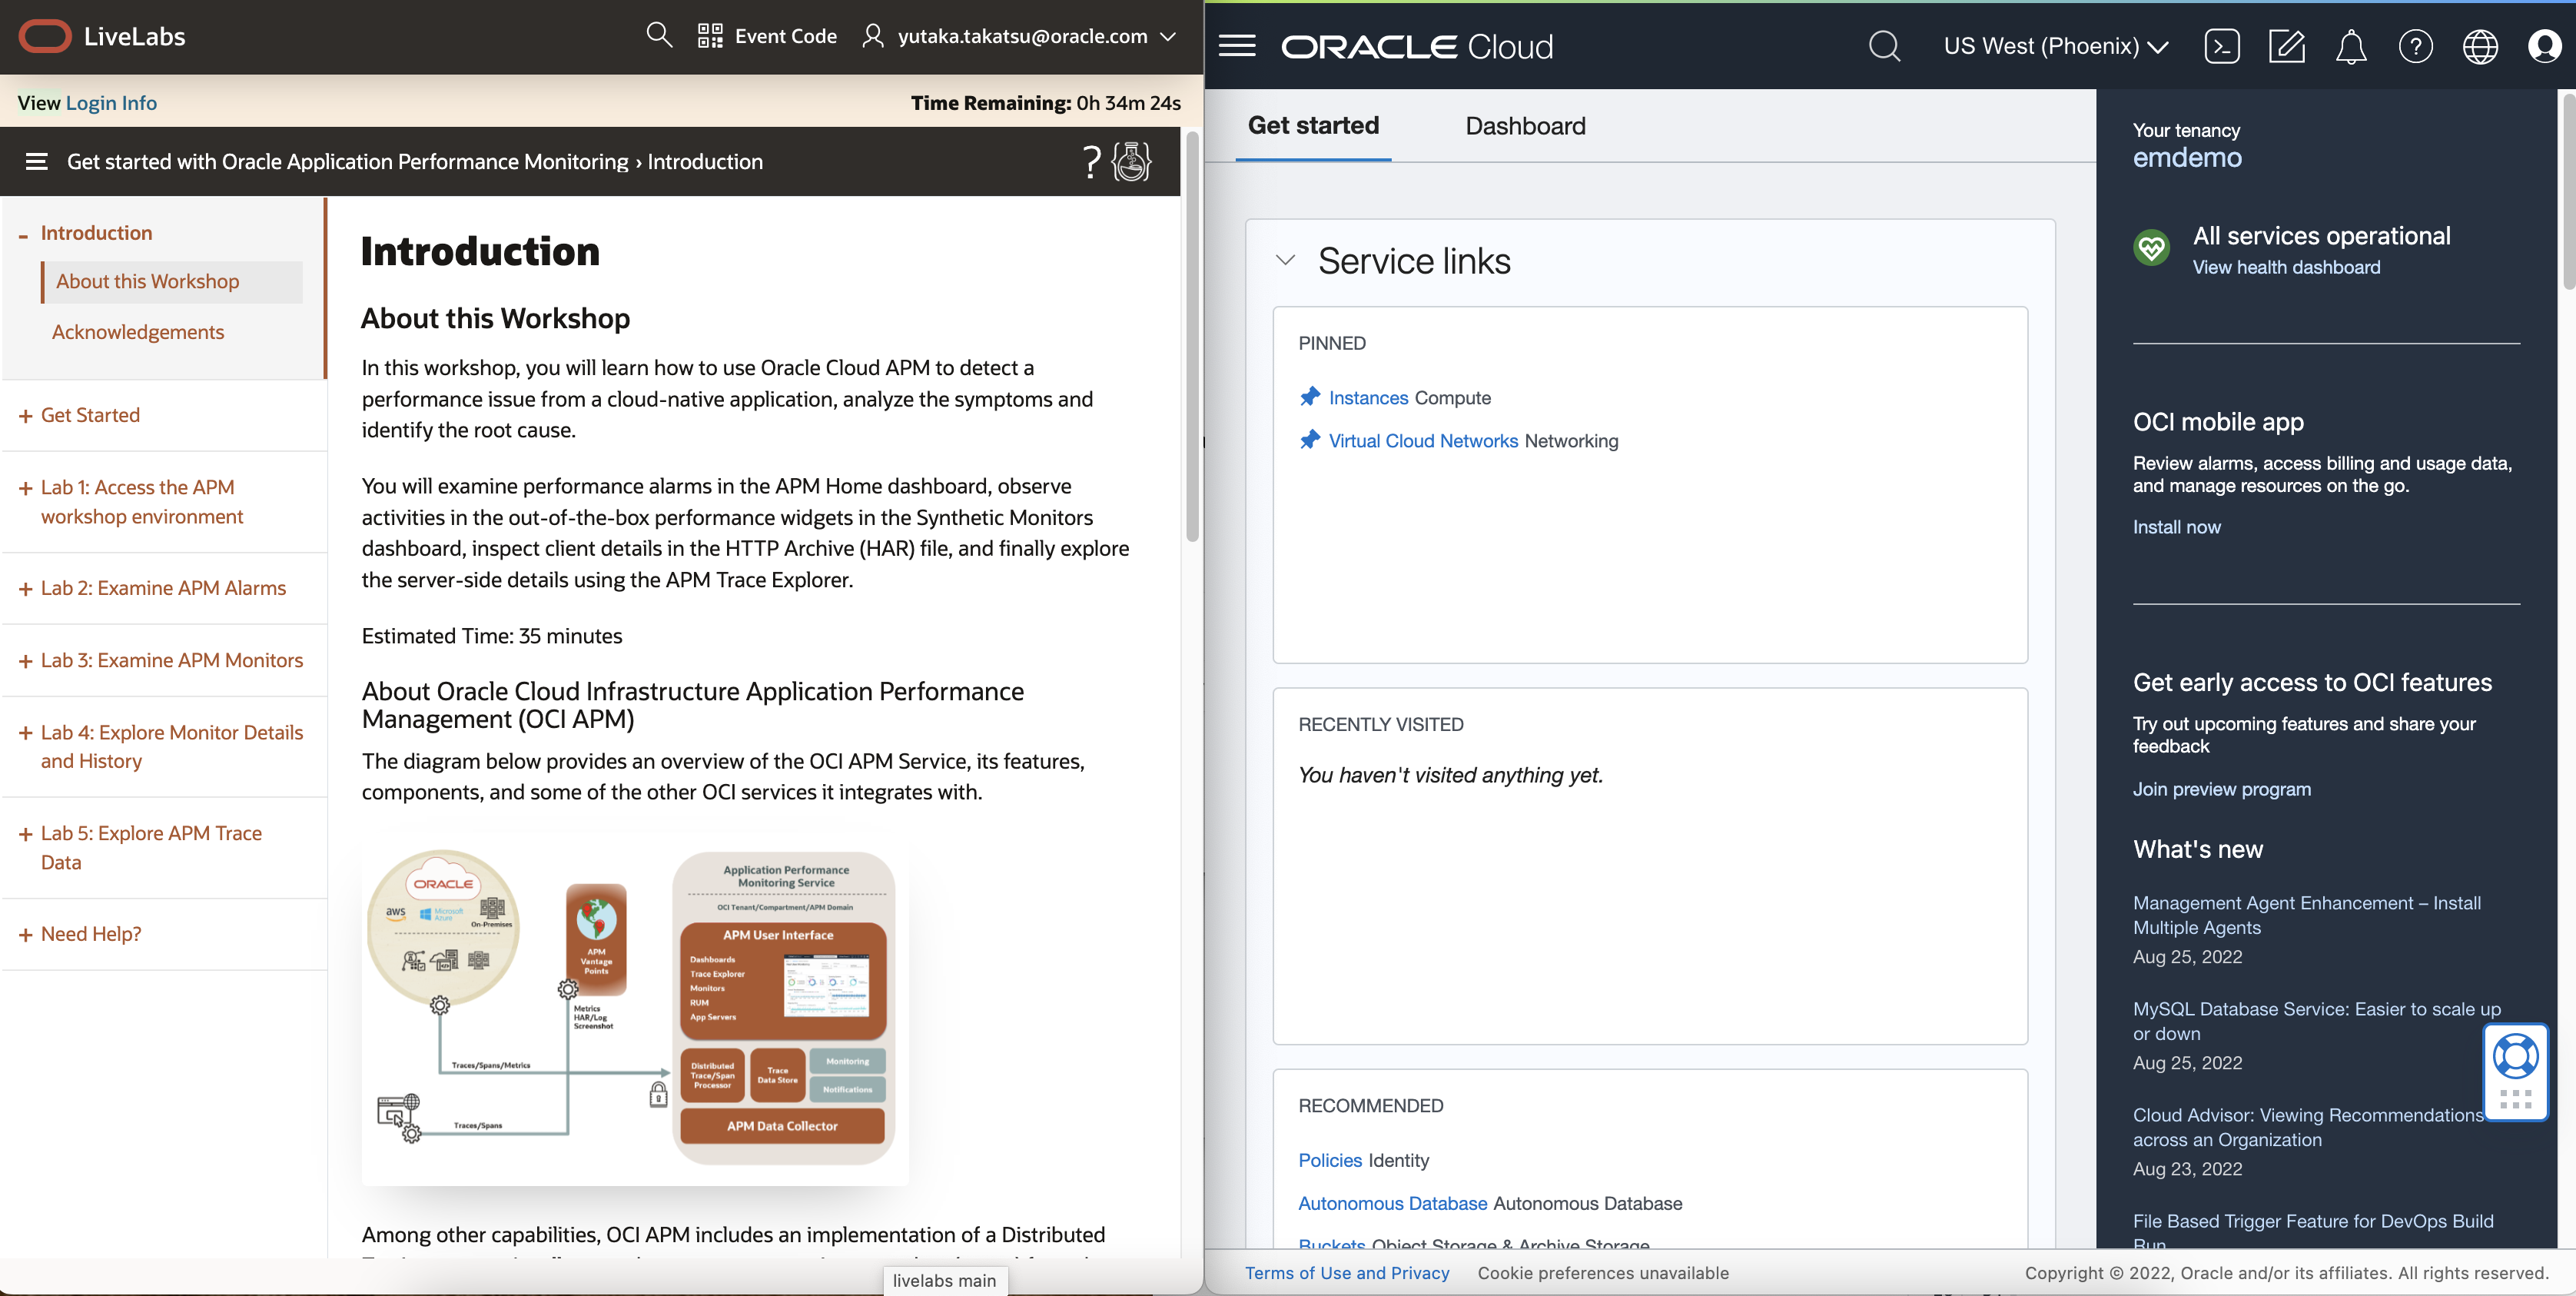 LiveLabs
Event Code
yutaka.takatsu@oracle.com
View Login Info
Time Remaining: 0h 34m 24s
Get started with Oracle Application Performance Monitoring › Introduction
?
- Introduction
About this Workshop
Acknowledgements
+ Get Started
+ Lab 1: Access the APM
workshop environment
+ Lab 2: Examine APM Alarms
+ Lab 3: Examine APM Monitors
+ Lab 4: Explore Monitor Details
and History
+ Lab 5: Explore APM Trace
Data
+ Need Help?
Introduction
About this Workshop
In this workshop, you will learn how to use Oracle Cloud APM to detect a
performance issue from a cloud-native application, analyze the symptoms and
identify the root cause.
You will examine performance alarms in the APM Home dashboard, observe
activities in the out-of-the-box performance widgets in the Synthetic Monitors
dashboard, inspect client details in the HTTP Archive (HAR) file, and finally explore
the server-side details using the APM Trace Explorer.
Estimated Time: 35 minutes
About Oracle Cloud Infrastructure Application Performance
Management (OCI APM)
The diagram below provides an overview of the OCI APM Service, its features,
components, and some of the other OCI services it integrates with.
ORACLE
aws
Microsoft
Azure
On-Premises
APM
Vantage
Points
Metrics
HAR/Log
Screenshot
Traces/Spans/Metrics
Traces/Spans
Application Performance
Monitoring Service
OCI Tenant/Compartment/APM Domain
APM User Interface
Dashboards
Trace Explorer
Monitors
RUM
App Servers
Distributed
Trace/Span
Processor
Trace
Data Store
Monitoring
Notifications
APM Data Collector
Among other capabilities, OCI APM includes an implementation of a Distributed
livelabs main
ORACLE Cloud
US West (Phoenix)
Get started
Dashboard
Service links
PINNED
Instances Compute
Virtual Cloud Networks Networking
RECENTLY VISITED
You haven't visited anything yet.
RECOMMENDED
Policies Identity
Autonomous Database Autonomous Database
Buckets Object Storage & Archive Storage
Your tenancy
emdemo
All services operational
View health dashboard
OCI mobile app
Review alarms, access billing and usage data,
and manage resources on the go.
Install now
Get early access to OCI features
Try out upcoming features and share your
feedback
Join preview program
What's new
Management Agent Enhancement – Install
Multiple Agents
Aug 25, 2022
MySQL Database Service: Easier to scale up
or down
Aug 25, 2022
Cloud Advisor: Viewing Recommendations
across an Organization
Aug 23, 2022
File Based Trigger Feature for DevOps Build
Run
Terms of Use and Privacy
Cookie preferences unavailable
Copyright © 2022, Oracle and/or its affiliates. All rights reserved.